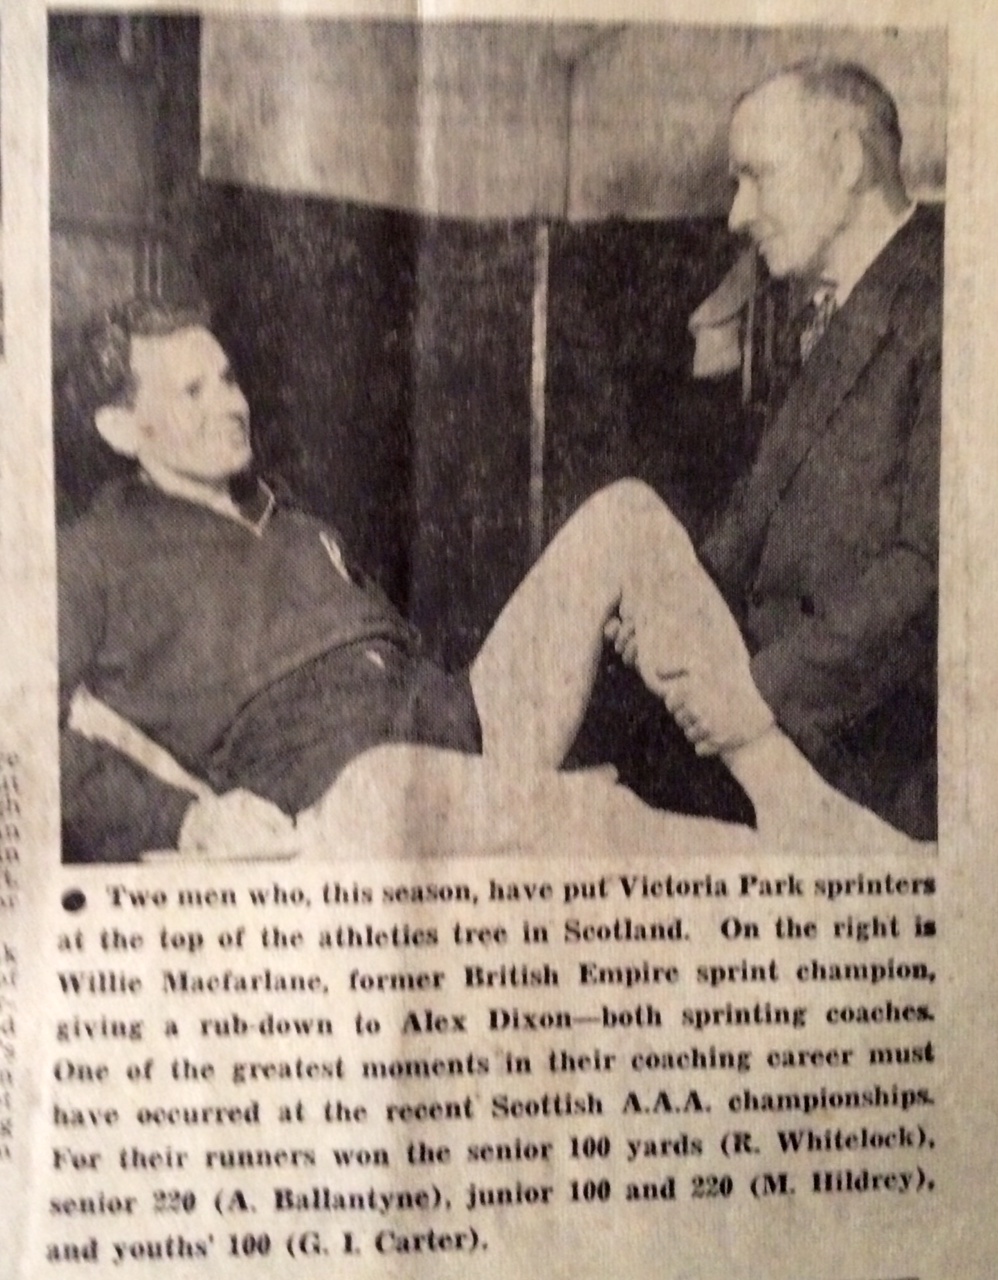 ● Two men who, this season, have put Victoria Park sprinters
at the top of the athletics tree in Scotland. On the right is
Willie Macfarlane, former British Empire sprint champion,
giving a rub-down to Alex Dixon—both sprinting coaches.
One of the greatest moments in their coaching career must
have occurred at the recent Scottish A.A.A. championships.
For their runners won the senior 100 yards (R. Whitelock),
senior 220 (A. Ballantyne), junior 100 and 220 (M. Hildrey),
and youths' 100 (G. I. Carter).